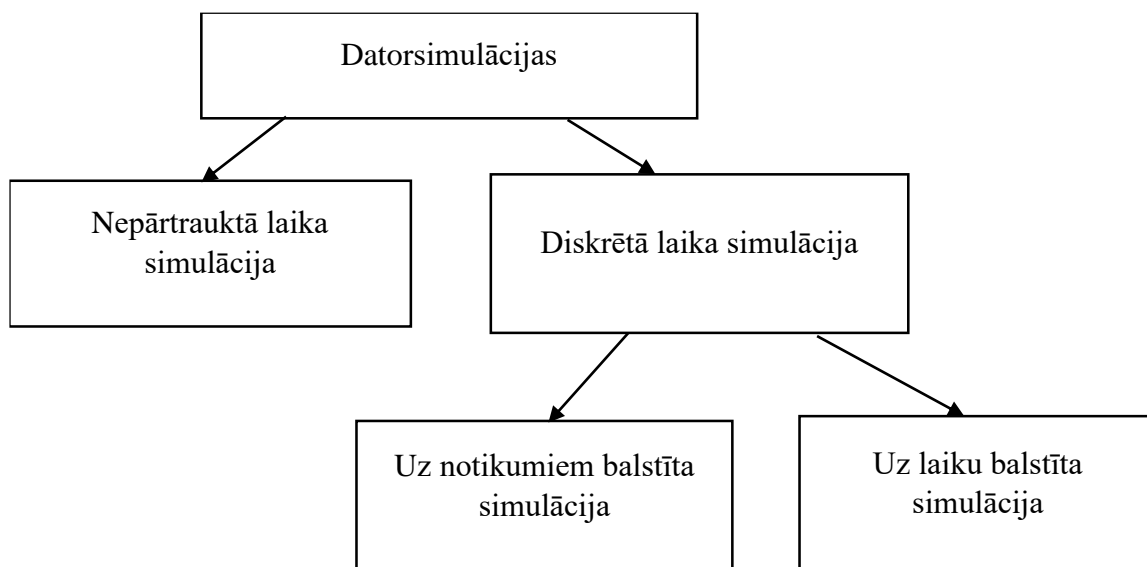 Datorsimulācijas
Nepārtrauktā laika
simulācija
Diskrētā laika simulācija
Uz notikumiem balstīta
simulācija
Uz laiku balstīta
simulācija